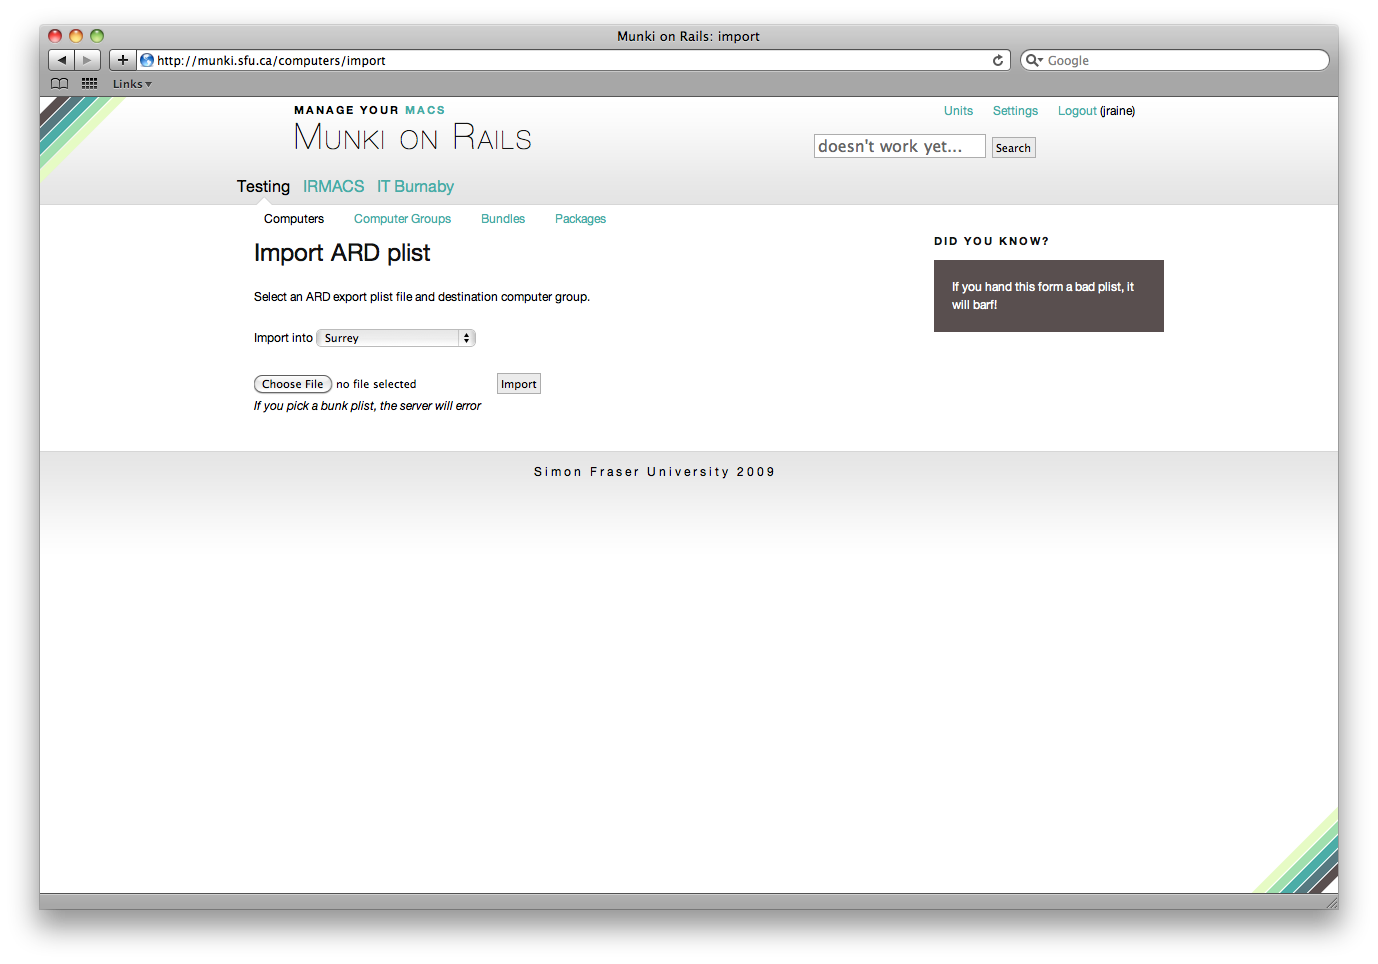 Munki on Rails: import
http://munki.sfu.ca/computers/import
Google
Links
MANAGE YOUR MACS
MUNKI ON RAILS
Units Settings Logout (jraine)
doesn't work yet... Search
Testing IRMACS IT Burnaby
Computers Computer Groups Bundles Packages
Import ARD plist
Select an ARD export plist file and destination computer group.
Import into Surrey
Choose File no file selected Import
If you pick a bunk plist, the server will error
DID YOU KNOW?
If you hand this form a bad plist, it
will barf!
Simon Fraser University 2009